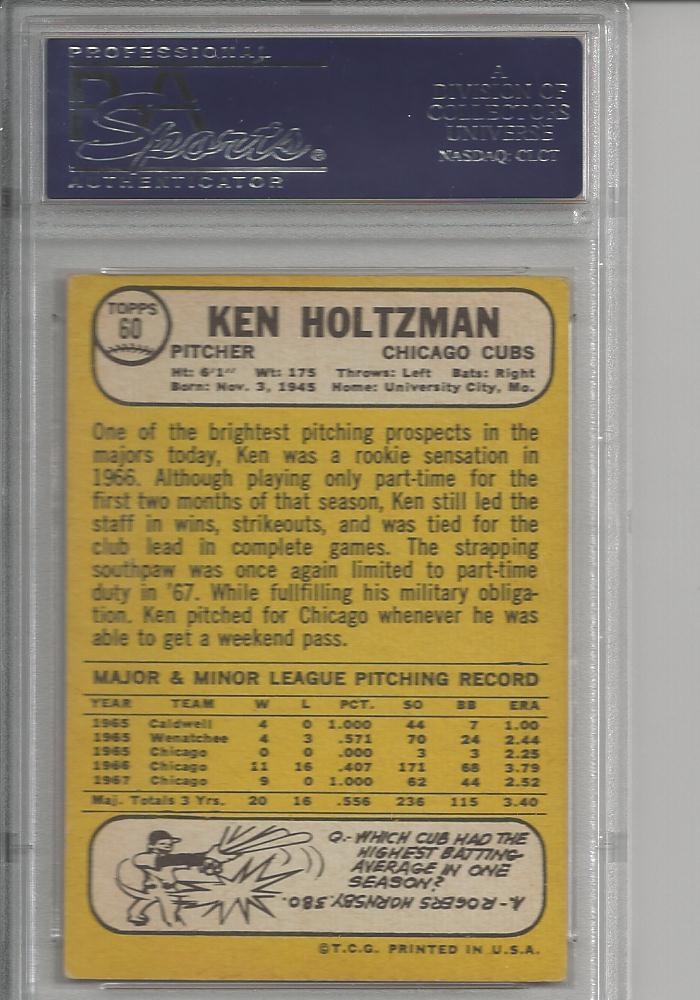 PROFESSIONAL
PSA
Sports®
AUTHENTICATOR
A
DIVISION OF
COLLECTORS
UNIVERSE
NASDAQ: CLCT
TOPPS
60
KEN HOLTZMAN
PITCHER CHICAGO CUBS
Ht: 6'1" Wt: 175 Throws: Left Bats: Right
Born: Nov. 3, 1945 Home: University City, Mo.
One of the brightest pitching prospects in the
majors today, Ken was a rookie sensation in
1966. Although playing only part-time for the
first two months of that season, Ken still led the
staff in wins, strikeouts, and was tied for the
club lead in complete games. The strapping
southpaw was once again limited to part-time
duty in '67. While fullfilling his military obliga-
tion. Ken pitched for Chicago whenever he was
able to get a weekend pass.
MAJOR & MINOR LEAGUE PITCHING RECORD
YEAR TEAM W L PCT. SO BB ERA
1965 Caldwell 4 0 1.000 44 7 1.00
1965 Wenatchee 4 3 .571 70 24 2.44
1965 Chicago 0 0 .000 3 3 2.25
1966 Chicago 11 16 .407 171 68 3.79
1967 Chicago 9 0 1.000 62 44 2.52
Maj. Totals 3 Yrs. 20 16 .556 236 115 3.40
Q.-WHICH CUB HAD THE
HIGHEST BATTING
AVERAGE IN ONE
SEASON?
A-ROGERS HORNSBY .380.
©T.C.G. PRINTED IN U.S.A.